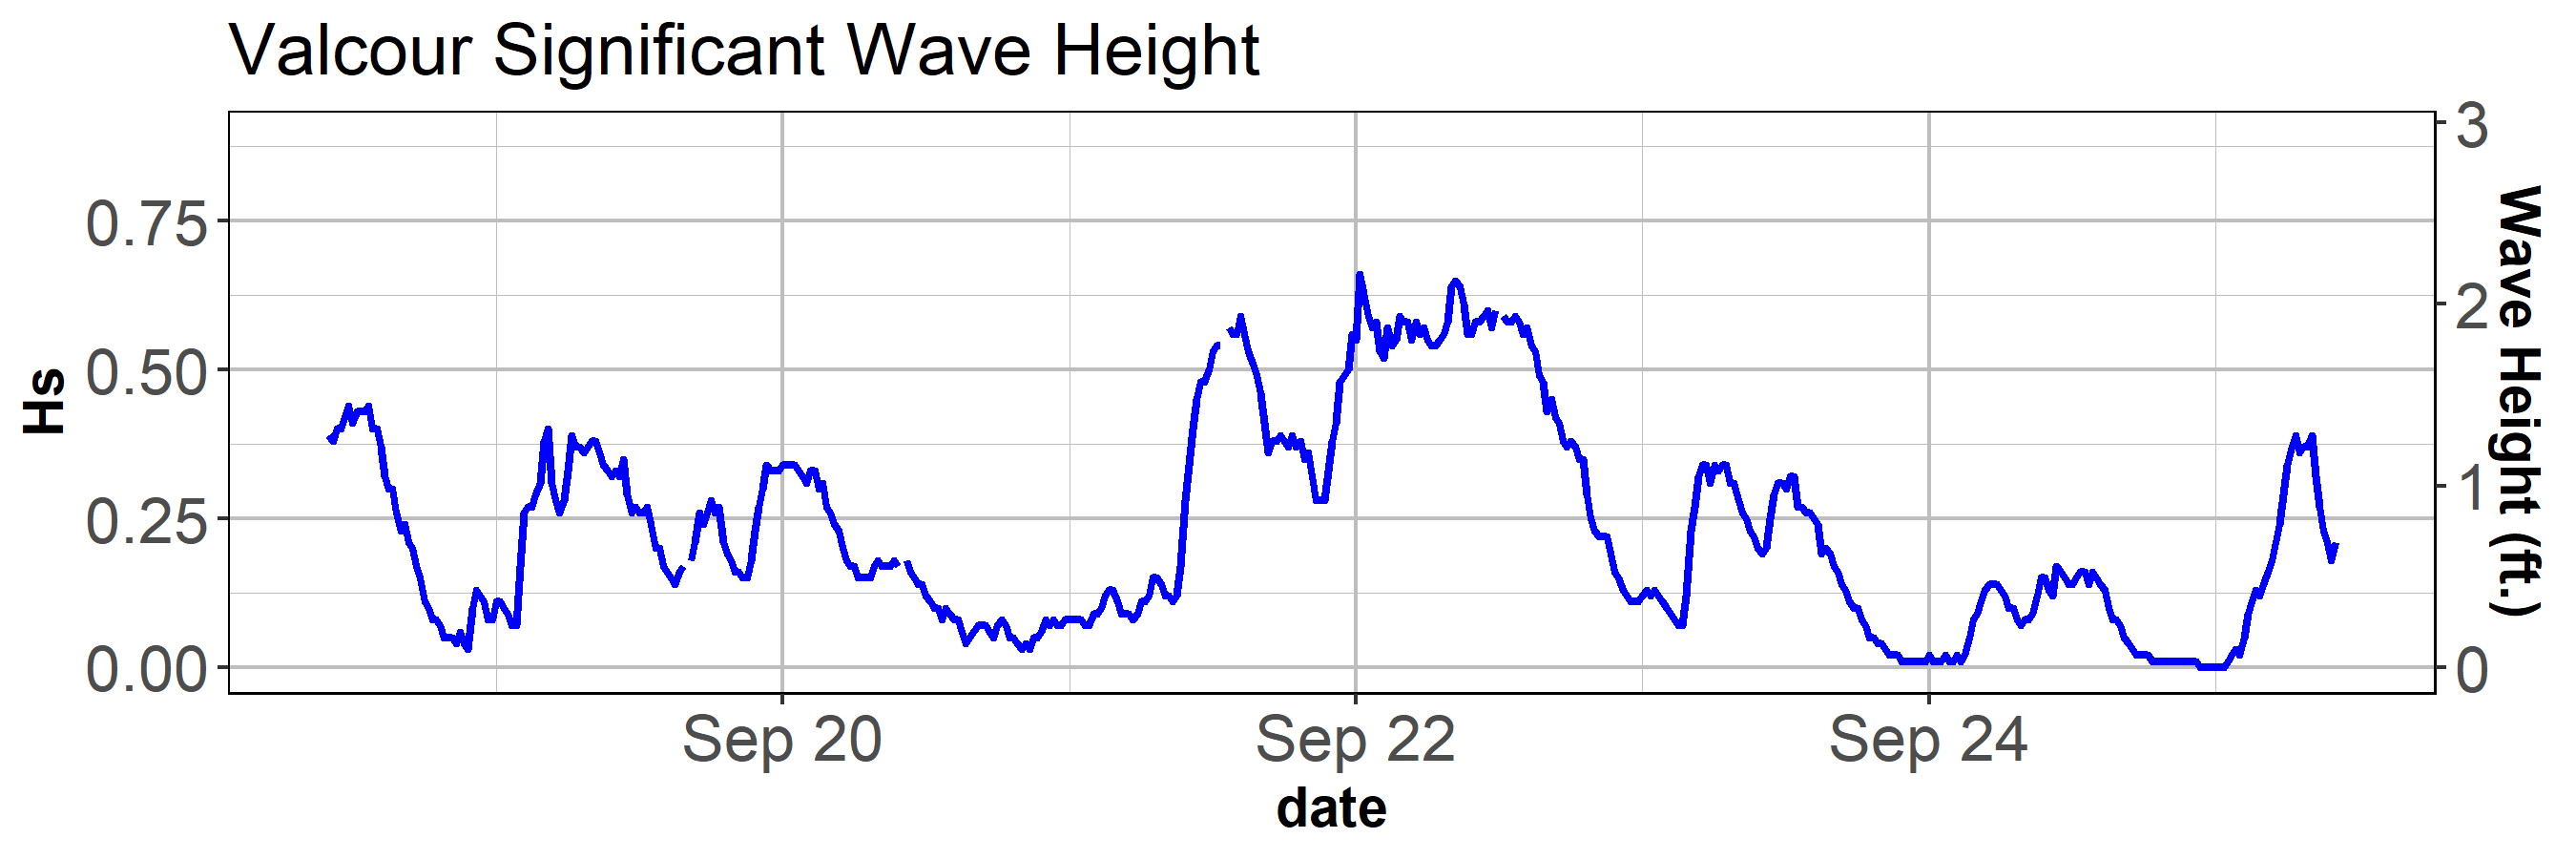 Valcour Significant Wave Height
Hs
0.75
0.50
0.25
0.00
3
2
1
0
Wave Height (ft.)
Sep 20
Sep 22
Sep 24
date